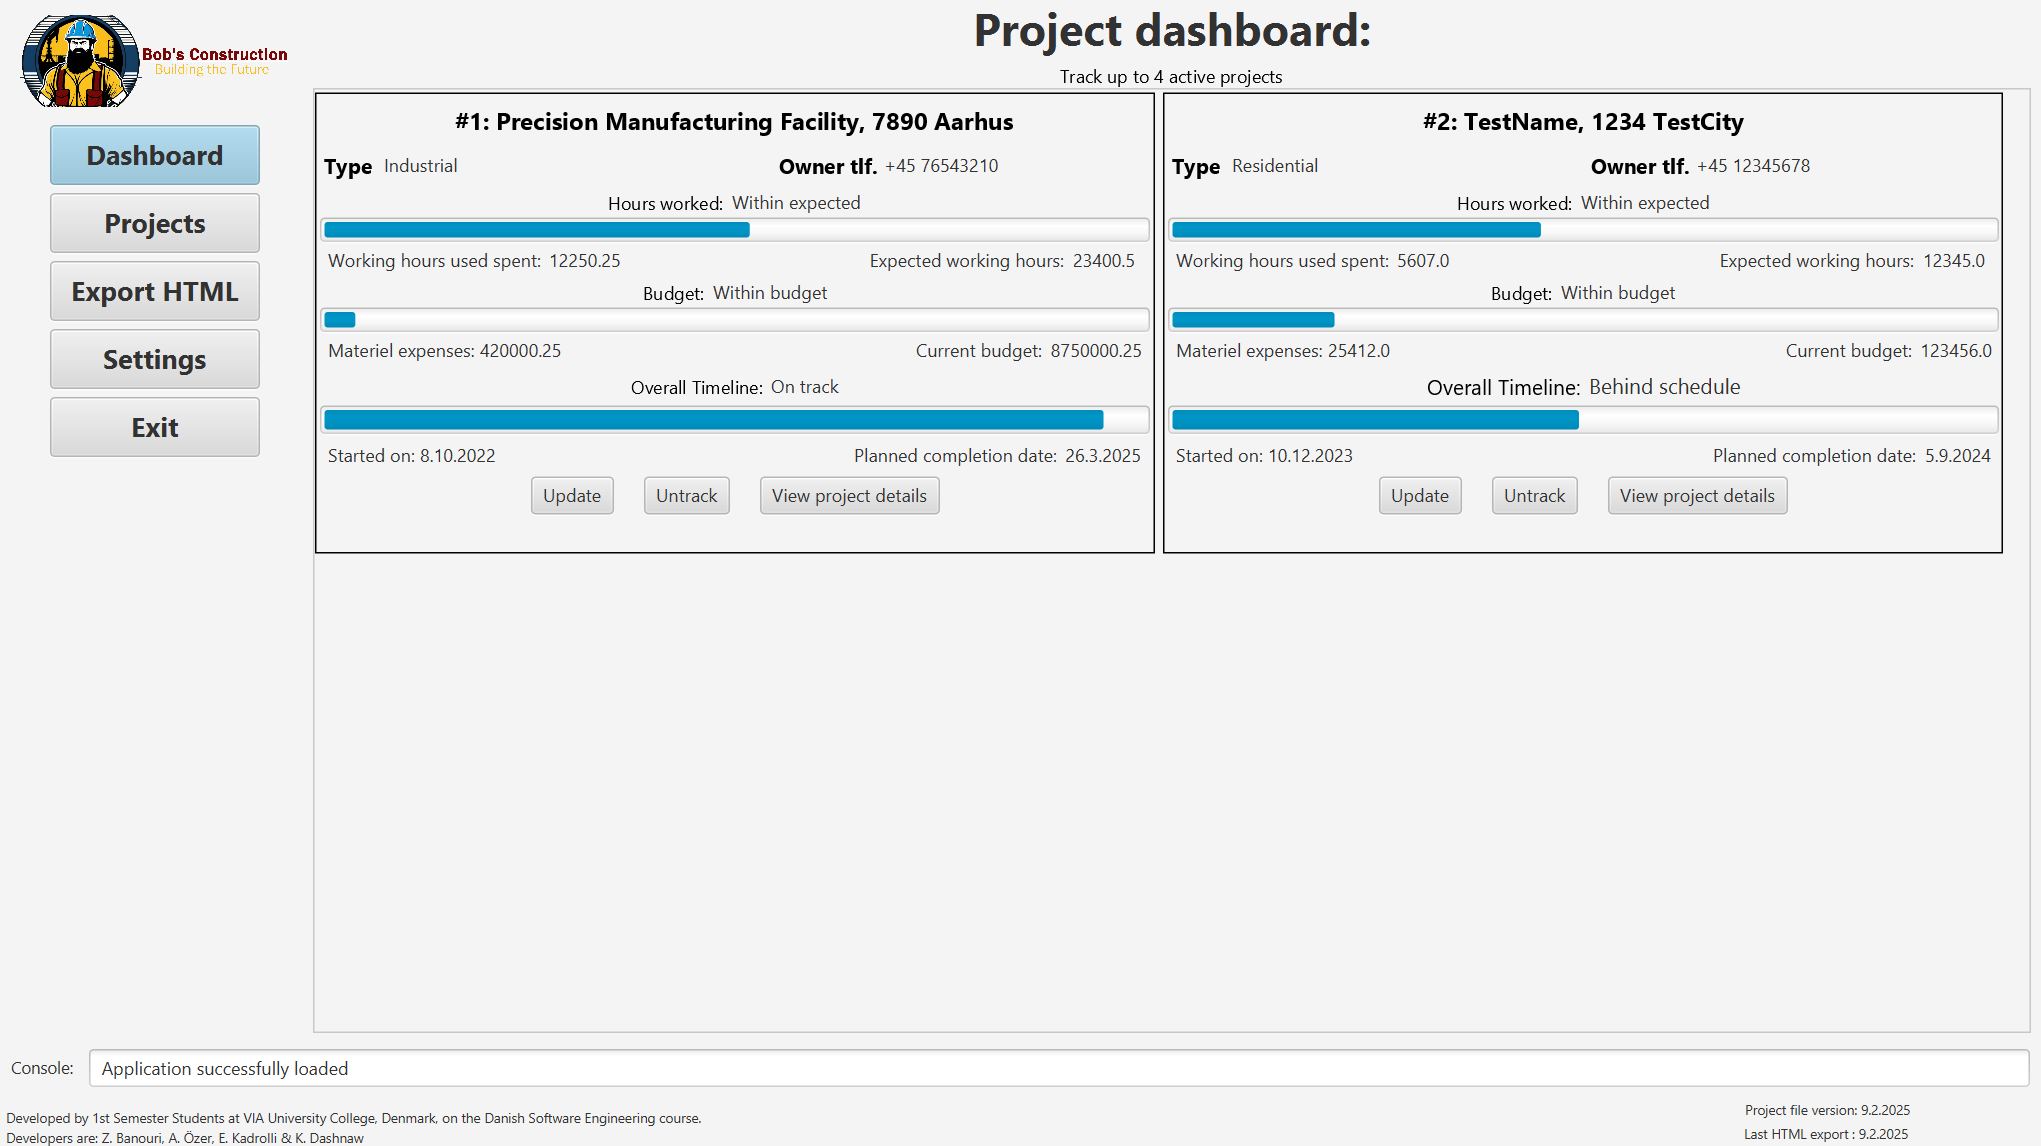 Bob's Construction
Building the Future
Dashboard
Projects
Export HTML
Settings
Exit
Project dashboard:
Track up to 4 active projects
#1: Precision Manufacturing Facility, 7890 Aarhus
Type Industrial Owner tlf. +45 76543210
Hours worked: Within expected
Working hours used spent: 12250.25 Expected working hours: 23400.5
Budget: Within budget
Materiel expenses: 420000.25 Current budget: 8750000.25
Overall Timeline: On track
Started on: 8.10.2022 Planned completion date: 26.3.2025
Update Untrack View project details
#2: TestName, 1234 TestCity
Type Residential Owner tlf. +45 12345678
Hours worked: Within expected
Working hours used spent: 5607.0 Expected working hours: 12345.0
Budget: Within budget
Materiel expenses: 25412.0 Current budget: 123456.0
Overall Timeline: Behind schedule
Started on: 10.12.2023 Planned completion date: 5.9.2024
Update Untrack View project details
Console: Application successfully loaded
Developed by 1st Semester Students at VIA University College, Denmark, on the Danish Software Engineering course.
Developers are: Z. Banouri, A. Özer, E. Kadrolli & K. Dashnaw
Project file version: 9.2.2025
Last HTML export : 9.2.2025